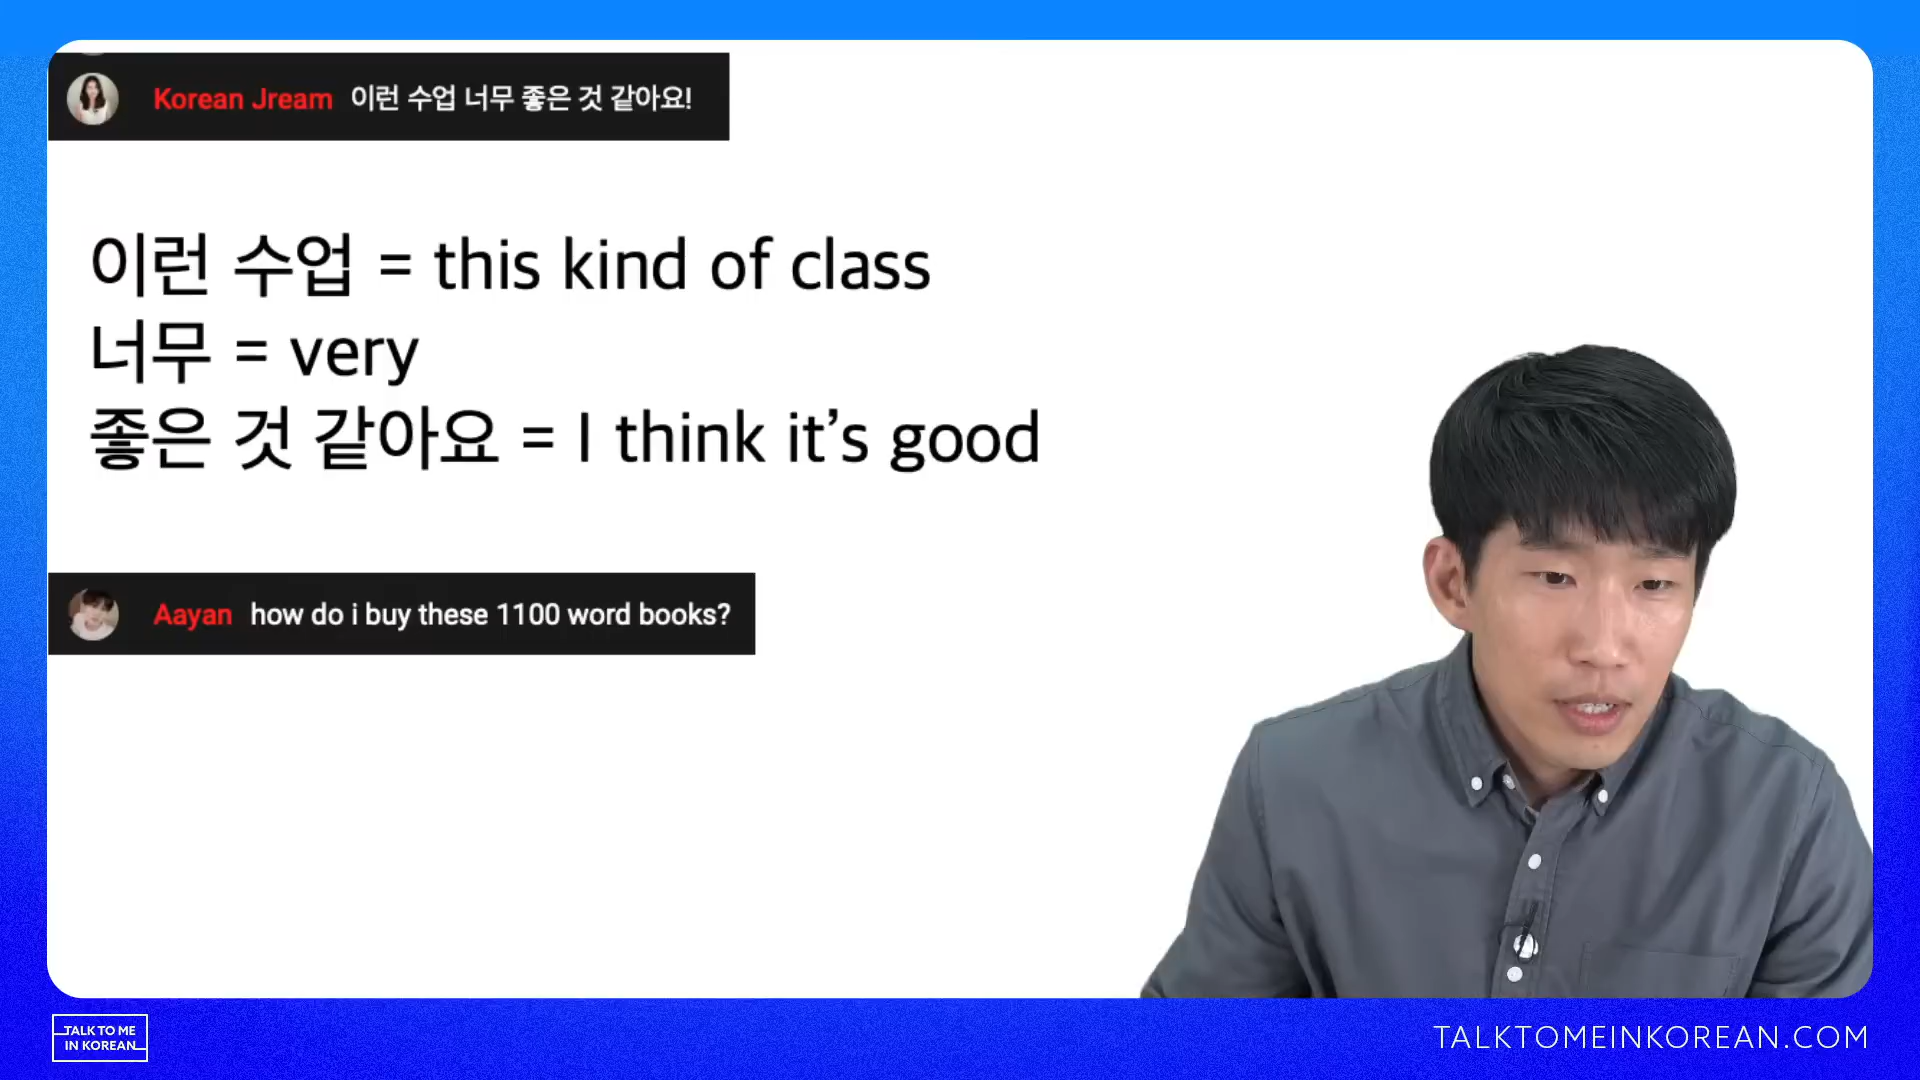 Korean Jream 이런 수업 너무 좋은 것 같아요!
이런 수업 = this kind of class
너무 = very
좋은 것 같아요 = I think it’s good
Aayan how do i buy these 1100 word books?
TALK TO ME
IN KOREAN
TALKTOMEINKOREAN.COM